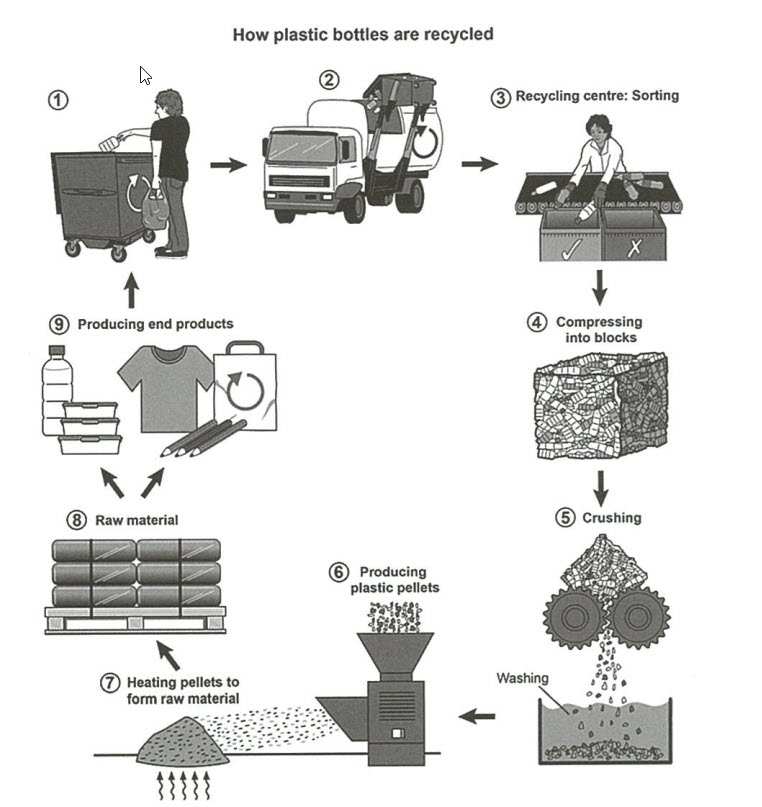 How plastic bottles are recycled
①
②
③ Recycling centre: Sorting
④ Compressing
into blocks
⑤ Crushing
Washing
⑥ Producing
plastic pellets
⑦ Heating pellets to
form raw material
⑧ Raw material
⑨ Producing end products